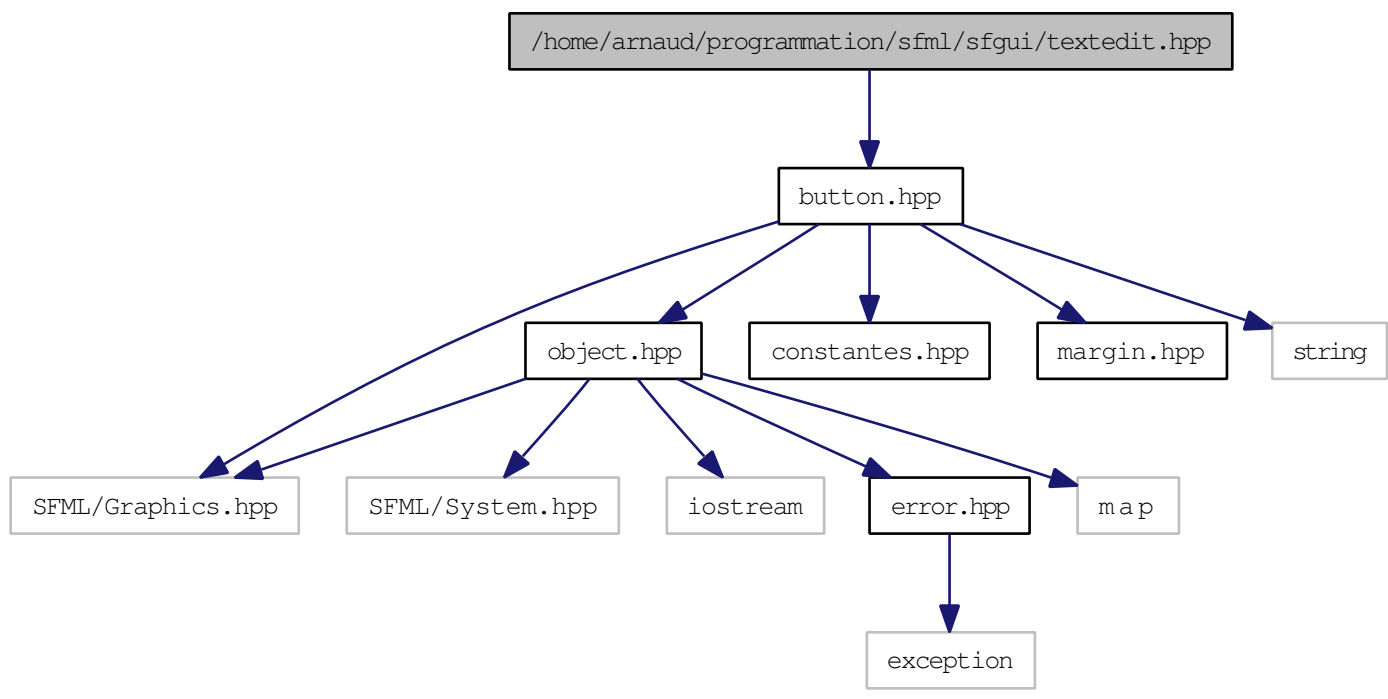 /home/arnaud/programmation/sfml/sfgui/textedit.hpp
button.hpp
object.hpp
constantes.hpp
margin.hpp
string
SFML/Graphics.hpp
SFML/System.hpp
iostream
error.hpp
map
exception